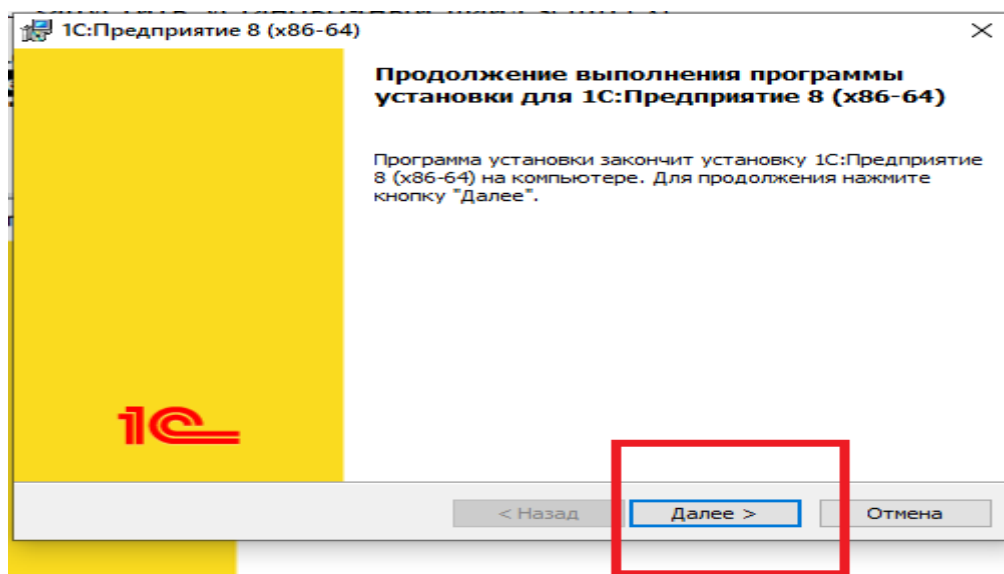 1С:Предприятие 8 (x86-64)
Продолжение выполнения программы
установки для 1С:Предприятие 8 (x86-64)
Программа установки закончит установку 1С:Предприятие
8 (x86-64) на компьютере. Для продолжения нажмите
кнопку "Далее".
1С
< Назад
Далее >
Отмена